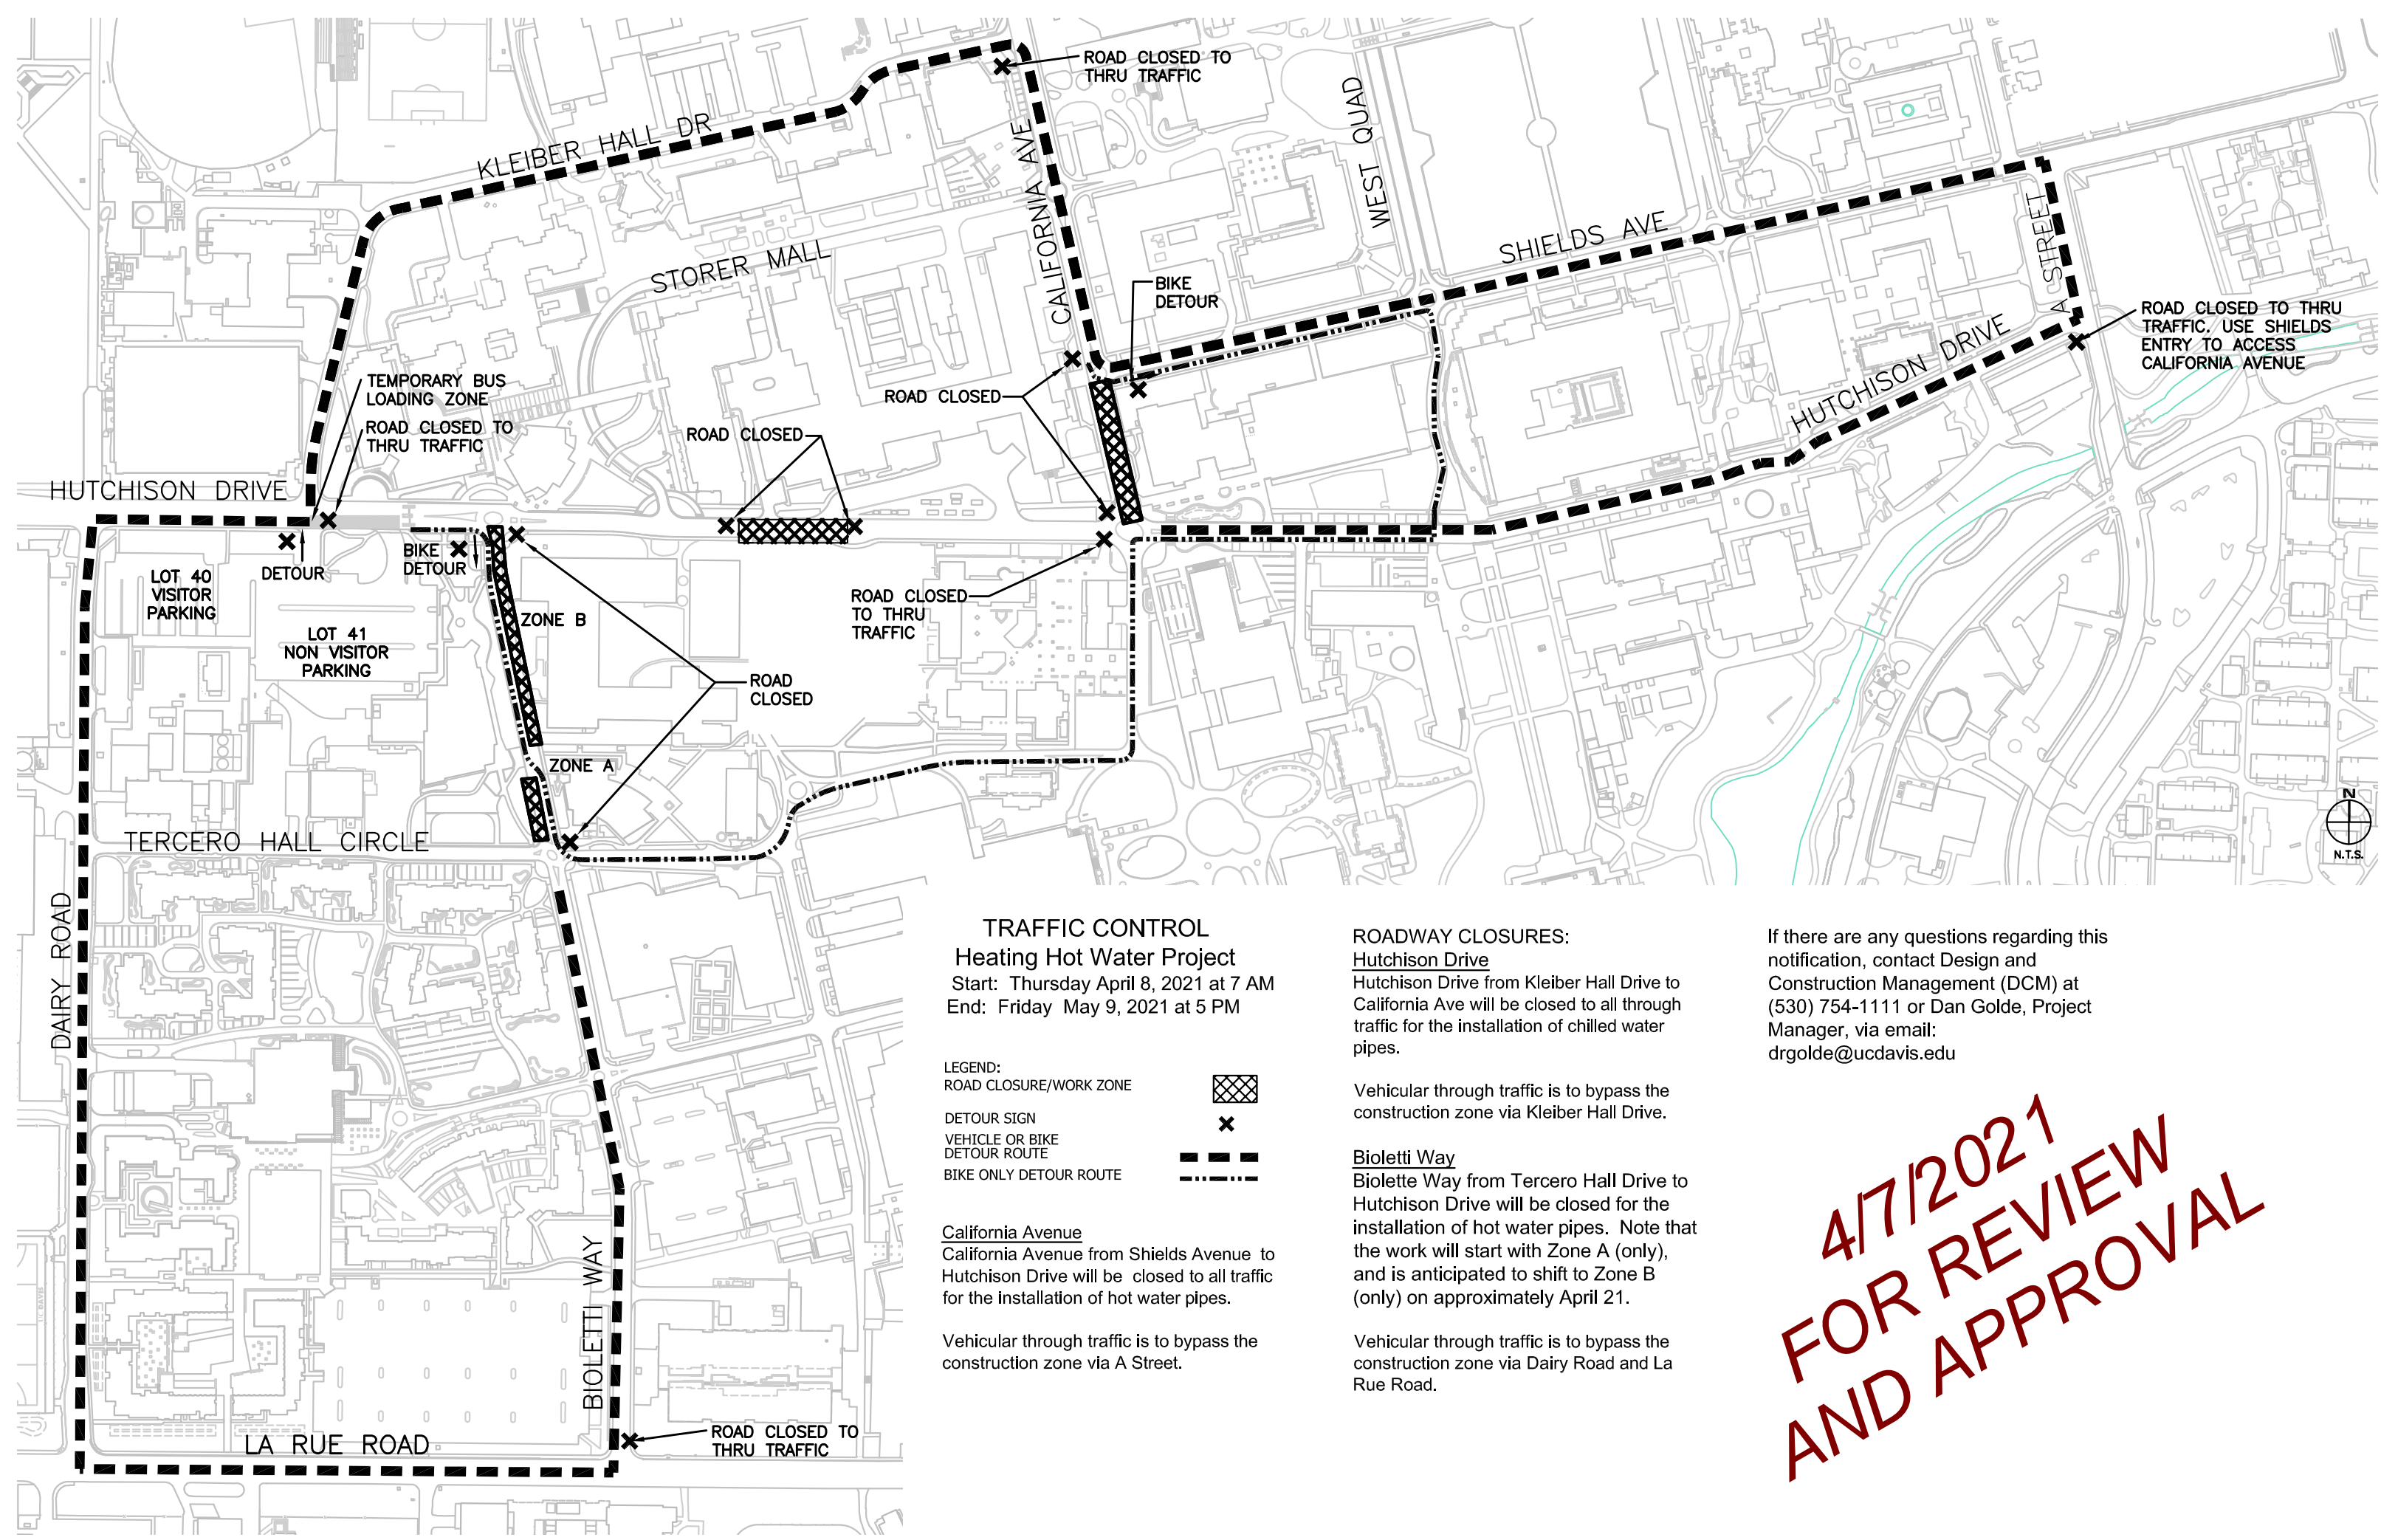 ROAD CLOSED TO
THRU TRAFFIC
KLEIBER HALL DR
CALIFORNIA AVE
WEST QUAD
STORER MALL
SHIELDS AVE
A STREET
BIKE
DETOUR
ROAD CLOSED TO THRU
TRAFFIC. USE SHIELDS
ENTRY TO ACCESS
CALIFORNIA AVENUE
HUTCHISON DRIVE
TEMPORARY BUS
LOADING ZONE
ROAD CLOSED TO
THRU TRAFFIC
ROAD CLOSED
ROAD CLOSED
HUTCHISON DRIVE
LOT 40
VISITOR
PARKING
DETOUR
BIKE
DETOUR
LOT 41
NON VISITOR
PARKING
ZONE B
ROAD CLOSED
TO THRU
TRAFFIC
ROAD
CLOSED
ZONE A
TERCERO HALL CIRCLE
N
N.T.S.
DAIRY ROAD
BIOLETTI WAY
LA RUE ROAD
ROAD CLOSED TO
THRU TRAFFIC
TRAFFIC CONTROL
Heating Hot Water Project
Start: Thursday April 8, 2021 at 7 AM
End: Friday May 9, 2021 at 5 PM
LEGEND:
ROAD CLOSURE/WORK ZONE
DETOUR SIGN
VEHICLE OR BIKE
DETOUR ROUTE
BIKE ONLY DETOUR ROUTE
California Avenue
California Avenue from Shields Avenue to
Hutchison Drive will be closed to all traffic
for the installation of hot water pipes.
Vehicular through traffic is to bypass the
construction zone via A Street.
ROADWAY CLOSURES:
Hutchison Drive
Hutchison Drive from Kleiber Hall Drive to
California Ave will be closed to all through
traffic for the installation of chilled water
pipes.
Vehicular through traffic is to bypass the
construction zone via Kleiber Hall Drive.
Bioletti Way
Biolette Way from Tercero Hall Drive to
Hutchison Drive will be closed for the
installation of hot water pipes. Note that
the work will start with Zone A (only),
and is anticipated to shift to Zone B
(only) on approximately April 21.
Vehicular through traffic is to bypass the
construction zone via Dairy Road and La
Rue Road.
If there are any questions regarding this
notification, contact Design and
Construction Management (DCM) at
(530) 754-1111 or Dan Golde, Project
Manager, via email:
drgolde@ucdavis.edu
4/7/2021
FOR REVIEW
AND APPROVAL